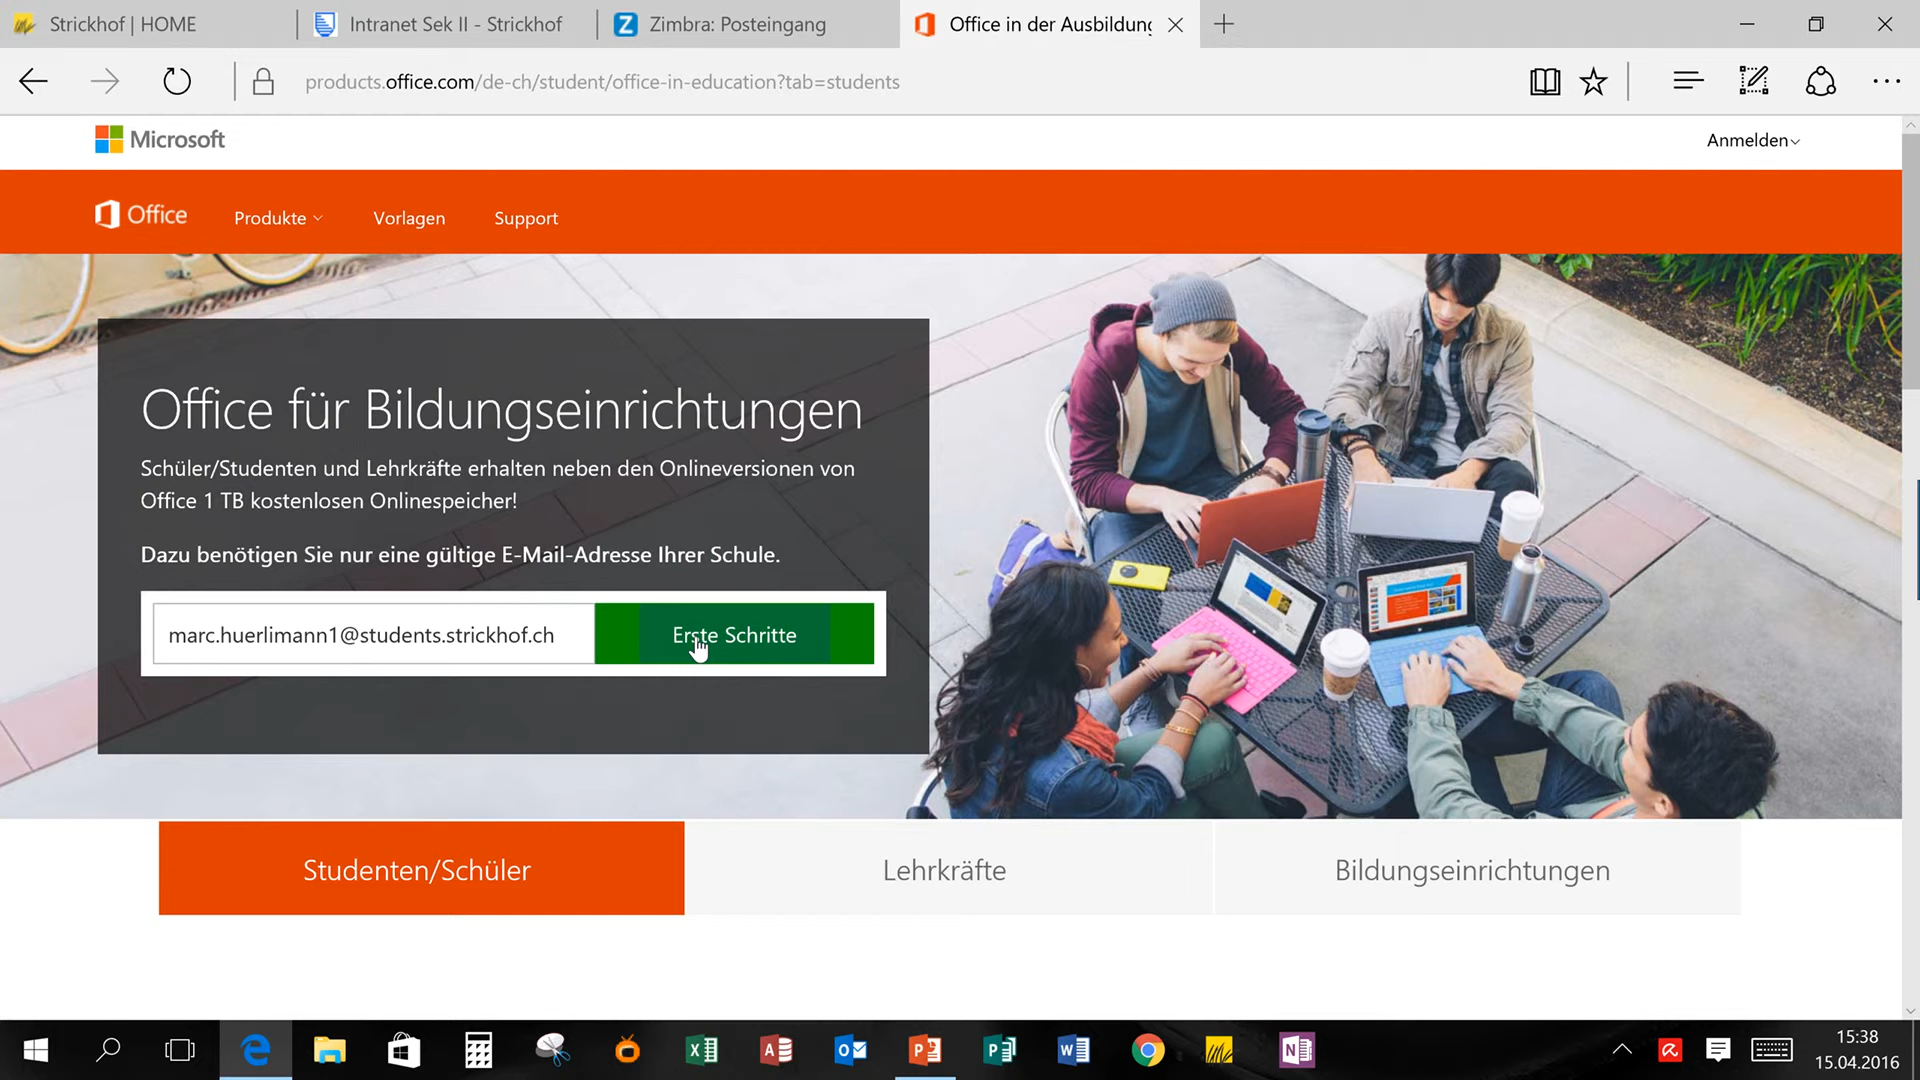 Strickhof | HOME
Intranet Sek II - Strickhof
Zimbra: Posteingang
Office in der Ausbildung
products.office.com/de-ch/student/office-in-education?tab=students
Microsoft
Anmelden
Office
Produkte
Vorlagen
Support
Office für Bildungseinrichtungen
Schüler/Studenten und Lehrkräfte erhalten neben den Onlineversionen von
Office 1 TB kostenlosen Onlinespeicher!
Dazu benötigen Sie nur eine gültige E-Mail-Adresse Ihrer Schule.
marc.huerlimann1@students.strickhof.ch
Erste Schritte
Studenten/Schüler
Lehrkräfte
Bildungseinrichtungen
15:38
15.04.2016